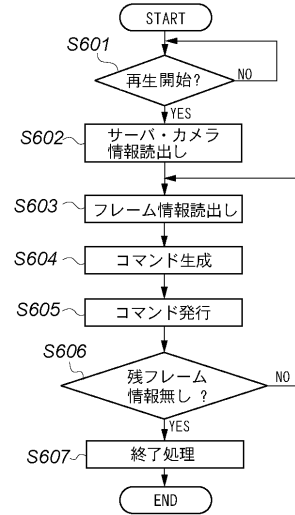 START
S601
再生開始?
NO
YES
S602
サーバ・カメラ
情報読出し
S603
フレーム情報読出し
S604
コマンド生成
S605
コマンド発行
S606
残フレーム
情報無し ?
NO
YES
S607
終了処理
END